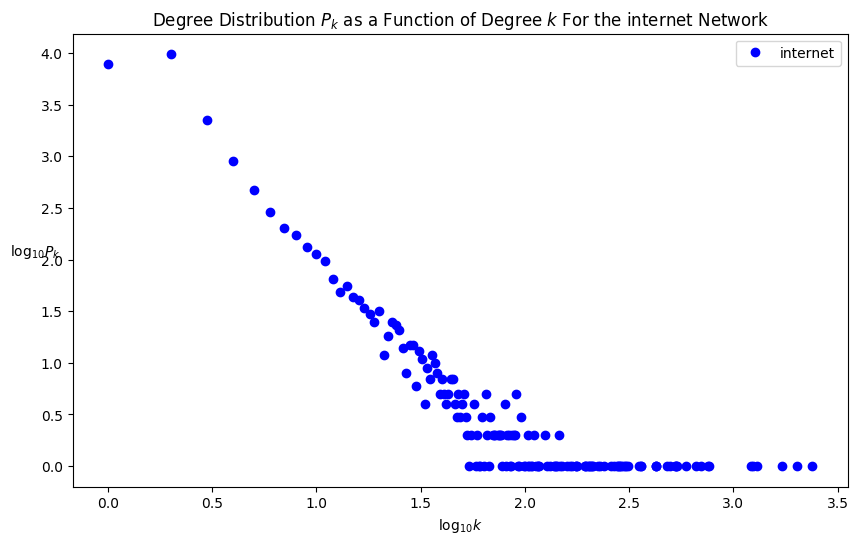 Degree Distribution $P_k$ as a Function of Degree $k$ For the internet Network
internet
4.0
3.5
3.0
2.5
log₁₀Pₖ
2.0
1.5
1.0
0.5
0.0
0.0 0.5 1.0 1.5 2.0 2.5 3.0 3.5
log₁₀k